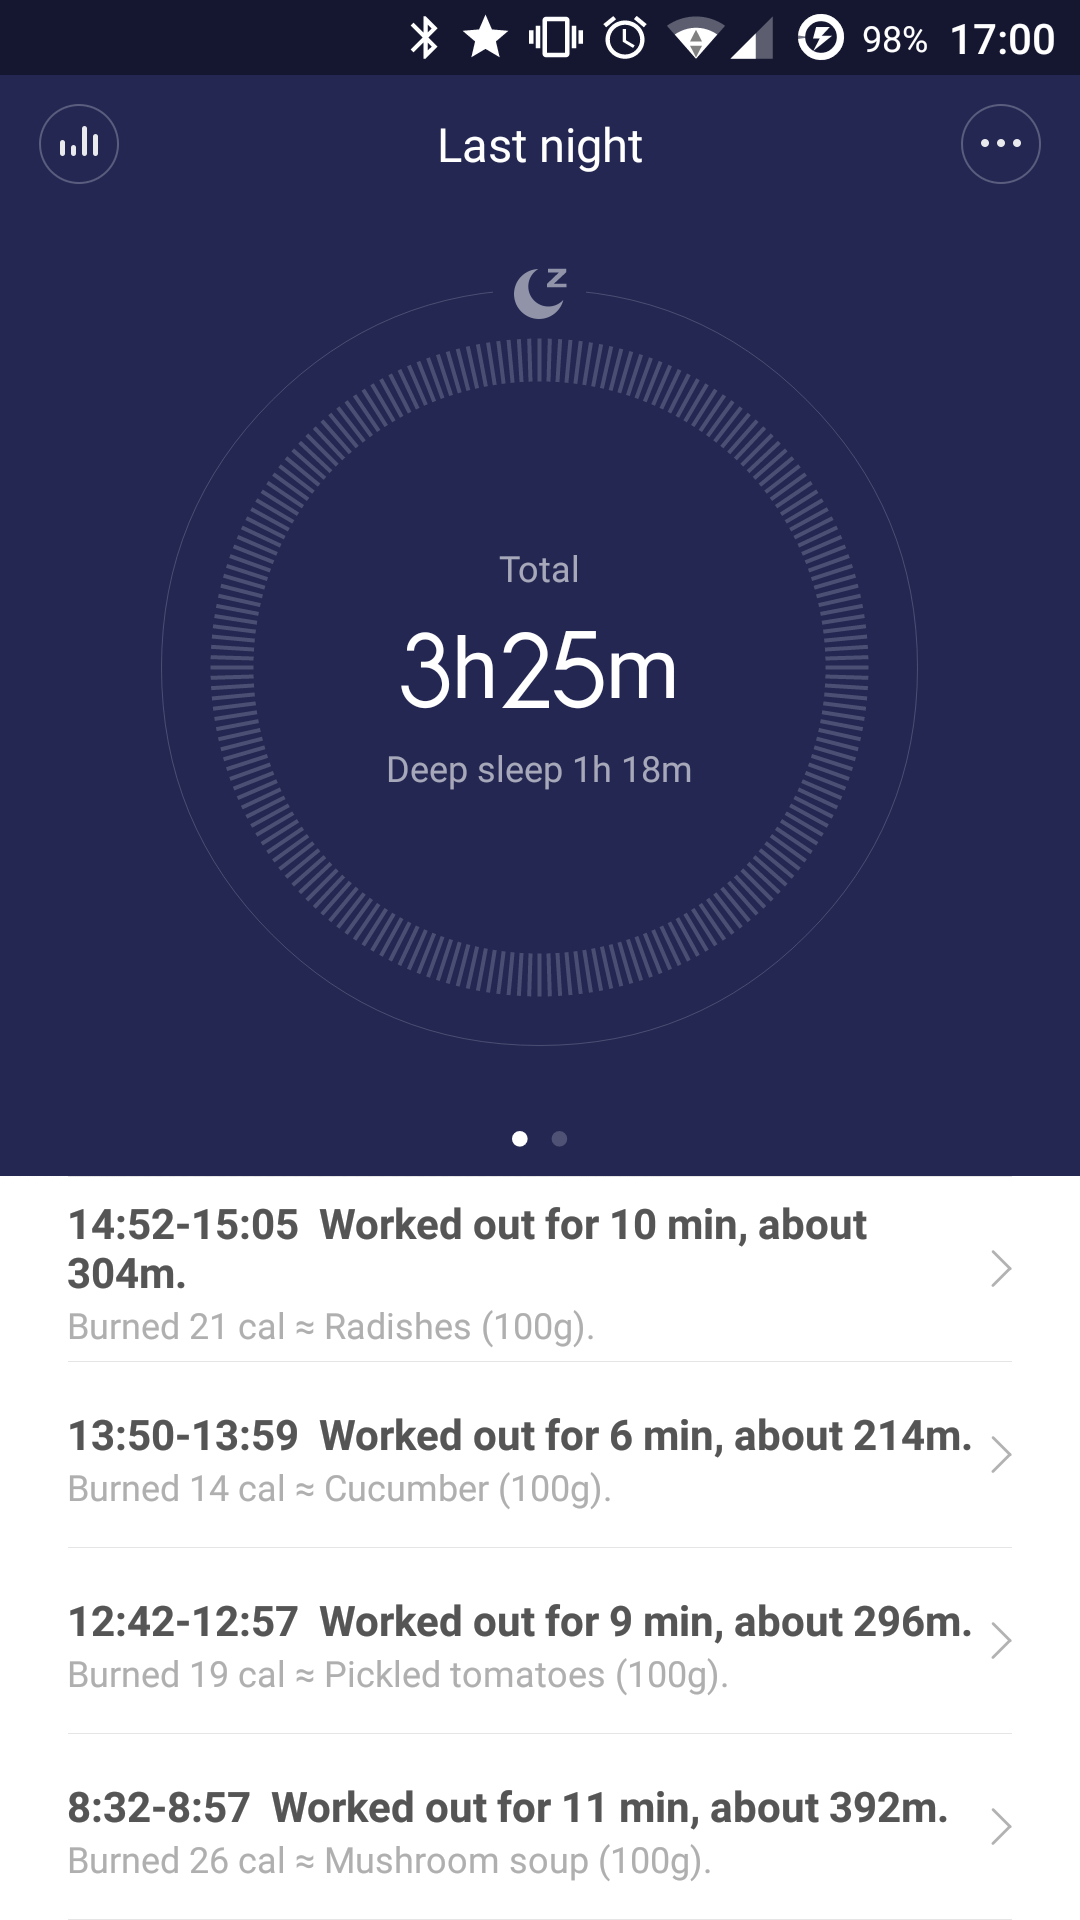 98% 17:00
Last night
z
Total
3h25m
Deep sleep 1h 18m
14:52-15:05 Worked out for 10 min, about
304m.
Burned 21 cal ≈ Radishes (100g).
13:50-13:59 Worked out for 6 min, about 214m.
Burned 14 cal ≈ Cucumber (100g).
12:42-12:57 Worked out for 9 min, about 296m.
Burned 19 cal ≈ Pickled tomatoes (100g).
8:32-8:57 Worked out for 11 min, about 392m.
Burned 26 cal ≈ Mushroom soup (100g).